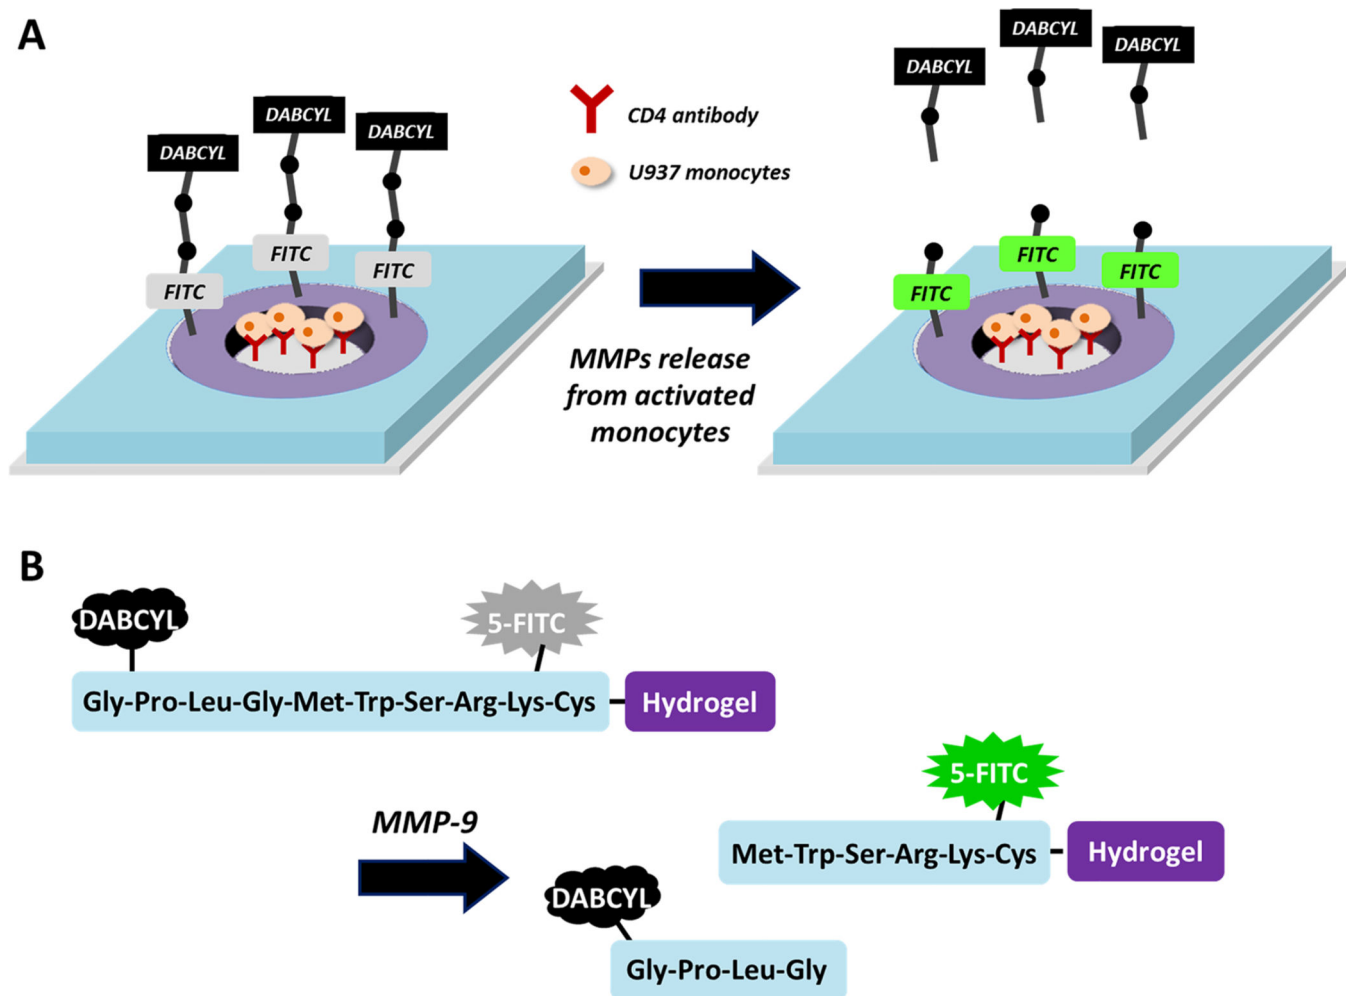 A
DABCYL
DABCYL
DABCYL
FITC
FITC
FITC
CD4 antibody
U937 monocytes
MMPs release
from activated
monocytes
DABCYL
DABCYL
DABCYL
FITC
FITC
FITC
B
DABCYL
5-FITC
Gly-Pro-Leu-Gly-Met-Trp-Ser-Arg-Lys-Cys
Hydrogel
MMP-9
5-FITC
Met-Trp-Ser-Arg-Lys-Cys
Hydrogel
DABCYL
Gly-Pro-Leu-Gly